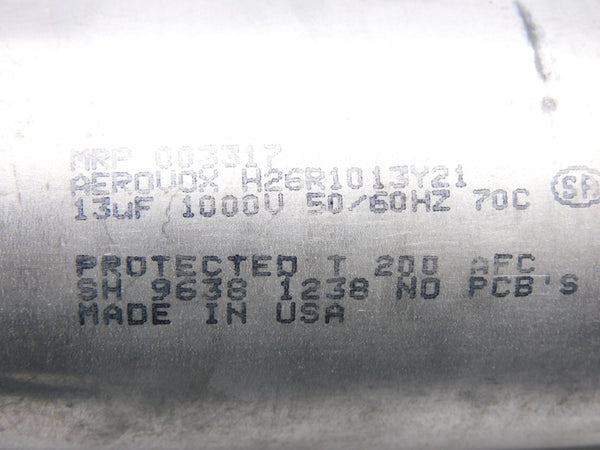 MRP 003317
AEROVOX H26R1013Y21
13uF 1000V 50/60HZ 70C
PROTECTED T 200 AFC
SH 9638 1238 NO PCB'S
MADE IN USA